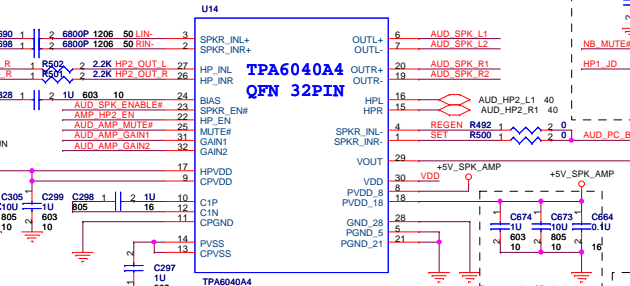 U14
690 6800P 1206 50 LIN- 3 SPKR_INL+ OUTL+ 6 AUD_SPK_L1
698 6800P 1206 50 RIN- 2 SPKR_INR+ OUTL- 7 AUD_SPK_L2
NB_MUTE#
_R R502 2.2K HP2_OUT_L 27 HP_INL OUTR+ 20 AUD_SPK_R1 HP1_JD
_R R501 2.2K HP2_OUT_R 26 HP_INR OUTR- 19 AUD_SPK_R2
TPA6040A4
QFN 32PIN
828 1U 603 10 24 BIAS HPL 16 AUD_HP2_L1 40
AUD_SPK_ENABLE# 23 SPKR_EN# HPR 15 AUD_HP2_R1 40
AMP_HP2_EN 22 HP_EN
AUD_AMP_MUTE# 25 MUTE# SPKR_INL- 4 REGEN R492 0
AUD_AMP_GAIN1 31 GAIN1 SPKR_INR- 1 SET R500 0 AUD_PC_B
AUD_AMP_GAIN2 32 GAIN2
VOUT 29
+5V_SPK_AMP
17 HPVDD VDD 30 VDD +5V_SPK_AMP
9 CPVDD PVDD_8 8
C305 C299 C298 1U 10 C1P PVDD_18 18
C10U 1U 805 16 12 C1N
805 603 11 CPGND GND_28 28 C674 C673 C664
10 10 PGND_5 5 1U 10U 0.1U
14 PVSS PGND_21 21 603 805
13 CPVSS 10 10 16
C297
1U
TPA6040A4